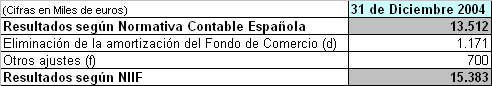 (Cifras en Miles de euros) 31 de Diciembre 2004
Resultados según Normativa Contable Española 13.512
Eliminación de la amortización del Fondo de Comercio (d) 1.171
Otros ajustes (f) 700
Resultados según NIIF 15.383